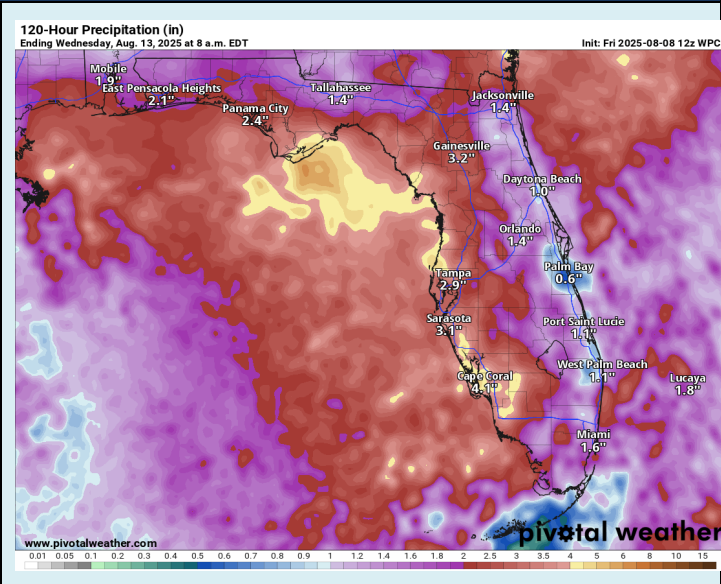 120-Hour Precipitation (in)
Ending Wednesday, Aug. 13, 2025 at 8 a.m. EDT
Init: Fri 2025-08-08 12z WPC
Mobile
1.9"
East Pensacola Heights
2.1"
Panama City
2.4"
Tallahassee
1.4"
Jacksonville
1.4"
Gainesville
3.2"
Daytona Beach
1.0"
Orlando
1.4"
Palm Bay
0.6"
Tampa
2.9"
Sarasota
3.1"
Port Saint Lucie
1.1"
West Palm Beach
1.1"
Cape Coral
4.1"
Lucaya
1.8"
Miami
1.6"
www.pivotalweather.com
pivotal weather
0.01 0.05 0.1 0.2 0.3 0.4 0.5 0.6 0.7 0.8 0.9 1 1.2 1.4 1.6 1.8 2 2.5 3 3.5 4 5 6 8 10 15